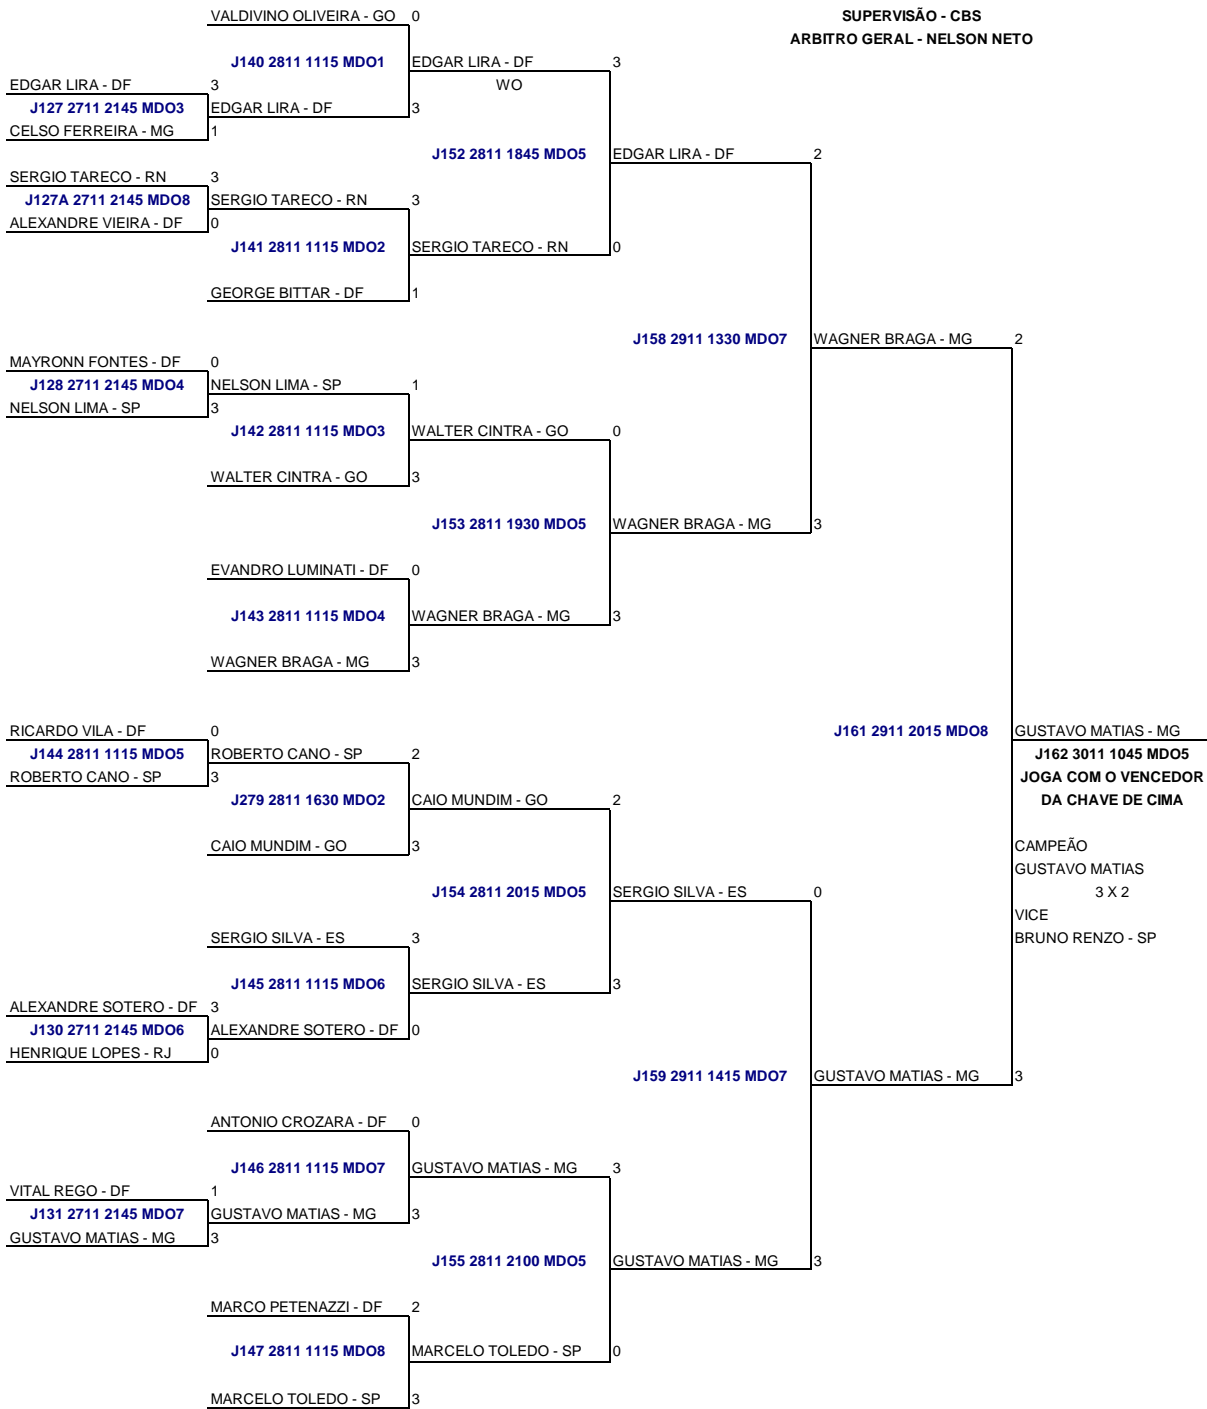 VALDIVINO OLIVEIRA - GO 0
SUPERVISÃO - CBS
ARBITRO GERAL - NELSON NETO
J140 2811 1115 MDO1
EDGAR LIRA - DF 3
WO
EDGAR LIRA - DF 3
J127 2711 2145 MDO3
EDGAR LIRA - DF 3
CELSO FERREIRA - MG 1
J152 2811 1845 MDO5
EDGAR LIRA - DF 2
SERGIO TARECO - RN 3
J127A 2711 2145 MDO8
SERGIO TARECO - RN 3
ALEXANDRE VIEIRA - DF 0
J141 2811 1115 MDO2
SERGIO TARECO - RN 0
GEORGE BITTAR - DF 1
J158 2911 1330 MDO7
WAGNER BRAGA - MG 2
MAYRONN FONTES - DF 0
J128 2711 2145 MDO4
NELSON LIMA - SP 1
NELSON LIMA - SP 3
J142 2811 1115 MDO3
WALTER CINTRA - GO 0
WALTER CINTRA - GO 3
J153 2811 1930 MDO5
WAGNER BRAGA - MG 3
EVANDRO LUMINATI - DF 0
J143 2811 1115 MDO4
WAGNER BRAGA - MG 3
WAGNER BRAGA - MG 3
RICARDO VILA - DF 0
J161 2911 2015 MDO8
GUSTAVO MATIAS - MG
J144 2811 1115 MDO5
ROBERTO CANO - SP 2
J162 3011 1045 MDO5
ROBERTO CANO - SP 3
JOGA COM O VENCEDOR
J279 2811 1630 MDO2
CAIO MUNDIM - GO 2
DA CHAVE DE CIMA
CAIO MUNDIM - GO 3
CAMPEÃO
GUSTAVO MATIAS
J154 2811 2015 MDO5
SERGIO SILVA - ES 0
3 X 2
VICE
SERGIO SILVA - ES 3
BRUNO RENZO - SP
J145 2811 1115 MDO6
SERGIO SILVA - ES 3
ALEXANDRE SOTERO - DF 3
J130 2711 2145 MDO6
ALEXANDRE SOTERO - DF 0
HENRIQUE LOPES - RJ 0
J159 2911 1415 MDO7
GUSTAVO MATIAS - MG 3
ANTONIO CROZARA - DF 0
J146 2811 1115 MDO7
GUSTAVO MATIAS - MG 3
VITAL REGO - DF 1
J131 2711 2145 MDO7
GUSTAVO MATIAS - MG 3
GUSTAVO MATIAS - MG 3
J155 2811 2100 MDO5
GUSTAVO MATIAS - MG 3
MARCO PETENAZZI - DF 2
J147 2811 1115 MDO8
MARCELO TOLEDO - SP 0
MARCELO TOLEDO - SP 3